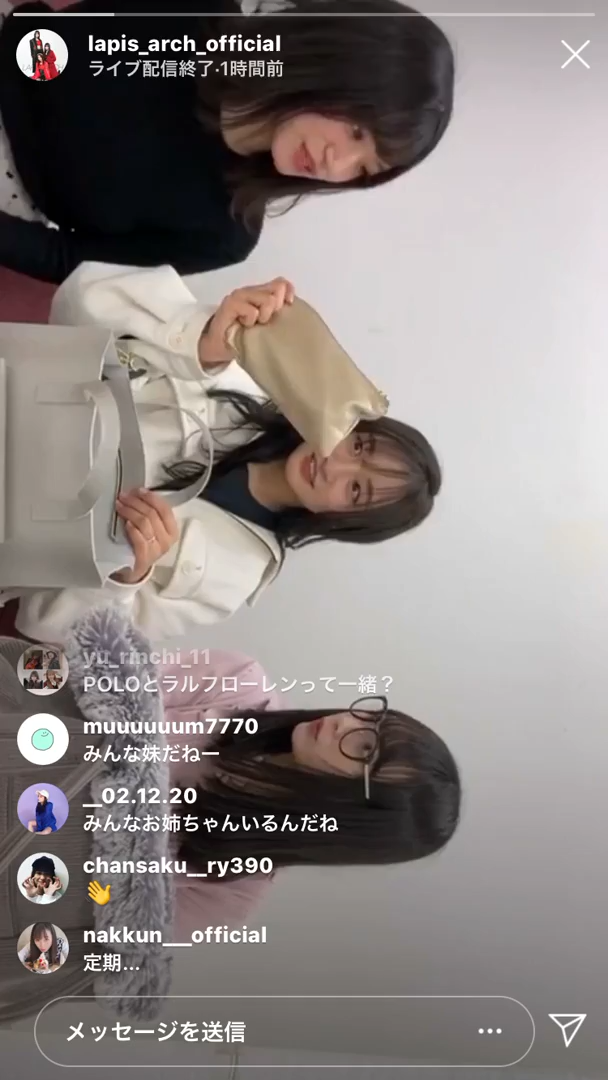 lapis_arch_official
ライブ配信終了·1時間前
yu_rinchi_11
POLOとラルフローレンって一緒？
muuuuuum7770
みんな妹だねー
__02.12.20
みんなお姉ちゃんいるんだね
chansaku__ry390
👋
nakkun___official
定期...
メッセージを送信